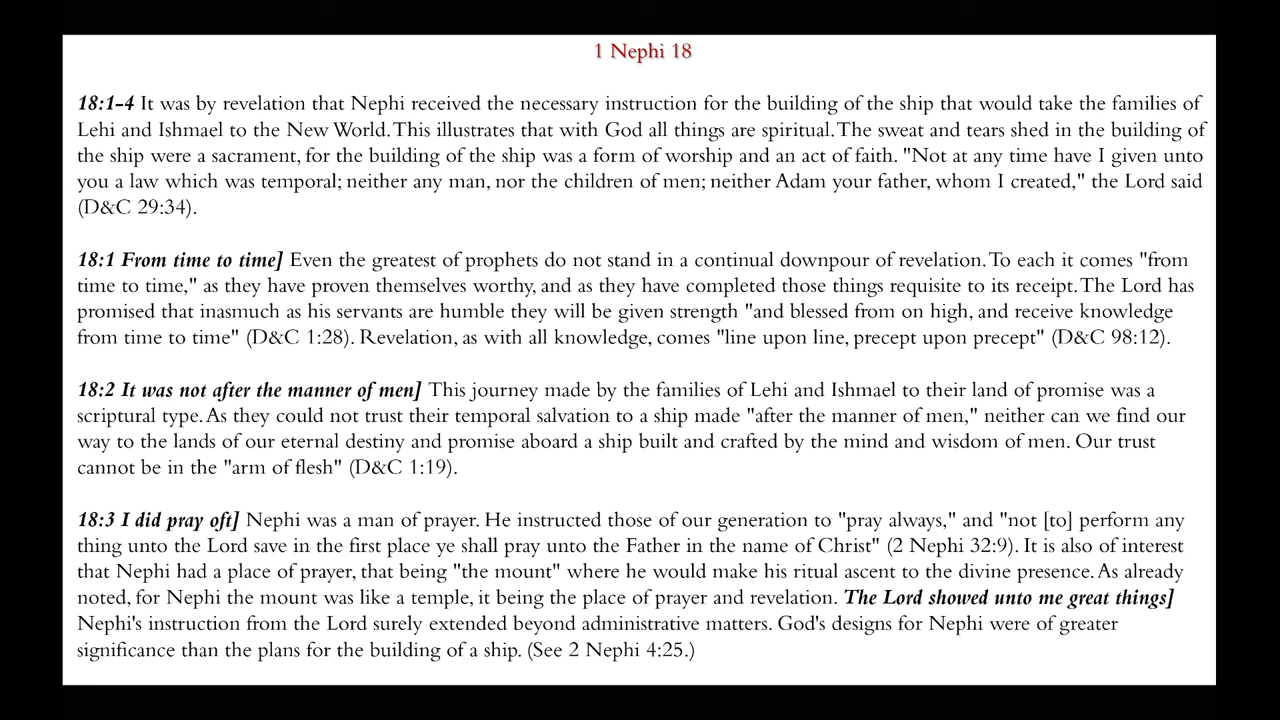 1 Nephi 18
18:1-4 It was by revelation that Nephi received the necessary instruction for the building of the ship that would take the families of
Lehi and Ishmael to the New World. This illustrates that with God all things are spiritual. The sweat and tears shed in the building of
the ship were a sacrament, for the building of the ship was a form of worship and an act of faith. "Not at any time have I given unto
you a law which was temporal; neither any man, nor the children of men; neither Adam your father, whom I created," the Lord said
(D&C 29:34).
18:1 From time to time] Even the greatest of prophets do not stand in a continual downpour of revelation. To each it comes "from
time to time," as they have proven themselves worthy, and as they have completed those things requisite to its receipt. The Lord has
promised that inasmuch as his servants are humble they will be given strength "and blessed from on high, and receive knowledge
from time to time" (D&C 1:28). Revelation, as with all knowledge, comes "line upon line, precept upon precept" (D&C 98:12).
18:2 It was not after the manner of men] This journey made by the families of Lehi and Ishmael to their land of promise was a
scriptural type. As they could not trust their temporal salvation to a ship made "after the manner of men," neither can we find our
way to the lands of our eternal destiny and promise aboard a ship built and crafted by the mind and wisdom of men. Our trust
cannot be in the "arm of flesh" (D&C 1:19).
18:3 I did pray oft] Nephi was a man of prayer. He instructed those of our generation to "pray always," and "not [to] perform any
thing unto the Lord save in the first place ye shall pray unto the Father in the name of Christ" (2 Nephi 32:9). It is also of interest
that Nephi had a place of prayer, that being "the mount" where he would make his ritual ascent to the divine presence. As already
noted, for Nephi the mount was like a temple, it being the place of prayer and revelation. The Lord showed unto me great things]
Nephi's instruction from the Lord surely extended beyond administrative matters. God's designs for Nephi were of greater
significance than the plans for the building of a ship. (See 2 Nephi 4:25.)